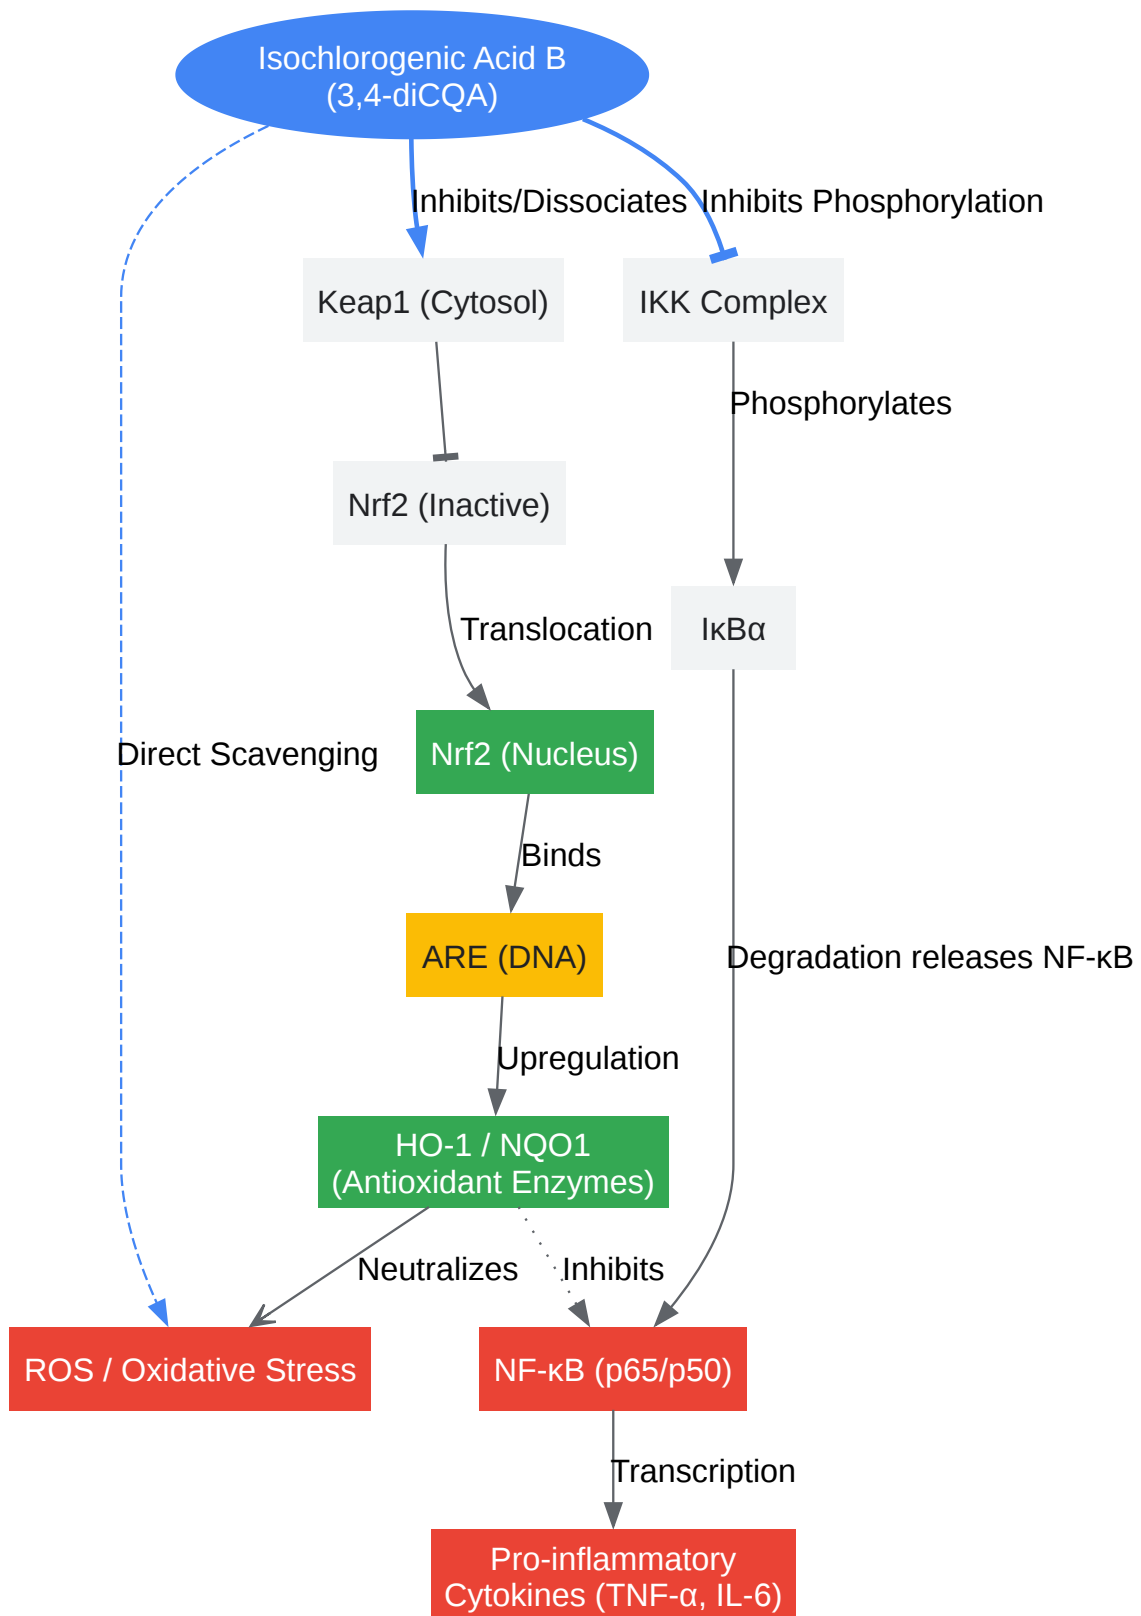 Isochlorogenic Acid B
(3,4-diCQA)
Inhibits/Dissociates
Inhibits Phosphorylation
Keap1 (Cytosol)
IKK Complex
Phosphorylates
Nrf2 (Inactive)
Translocation
IκBα
Direct Scavenging
Nrf2 (Nucleus)
Binds
ARE (DNA)
Degradation releases NF-κB
Upregulation
HO-1 / NQO1
(Antioxidant Enzymes)
Neutralizes
Inhibits
ROS / Oxidative Stress
NF-κB (p65/p50)
Transcription
Pro-inflammatory
Cytokines (TNF-α, IL-6)